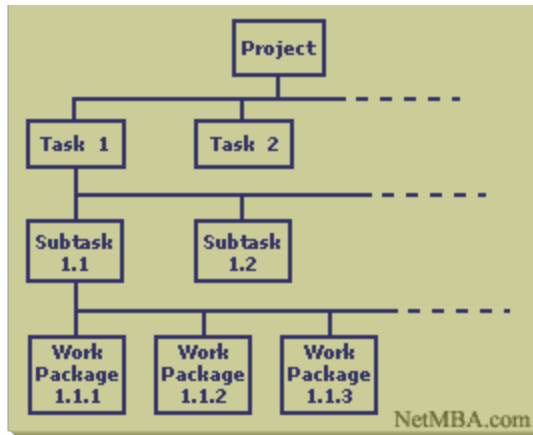 Project
Task 1
Task 2
Subtask
1.1
Subtask
1.2
Work
Package
1.1.1
Work
Package
1.1.2
Work
Package
1.1.3
NetMBA.com